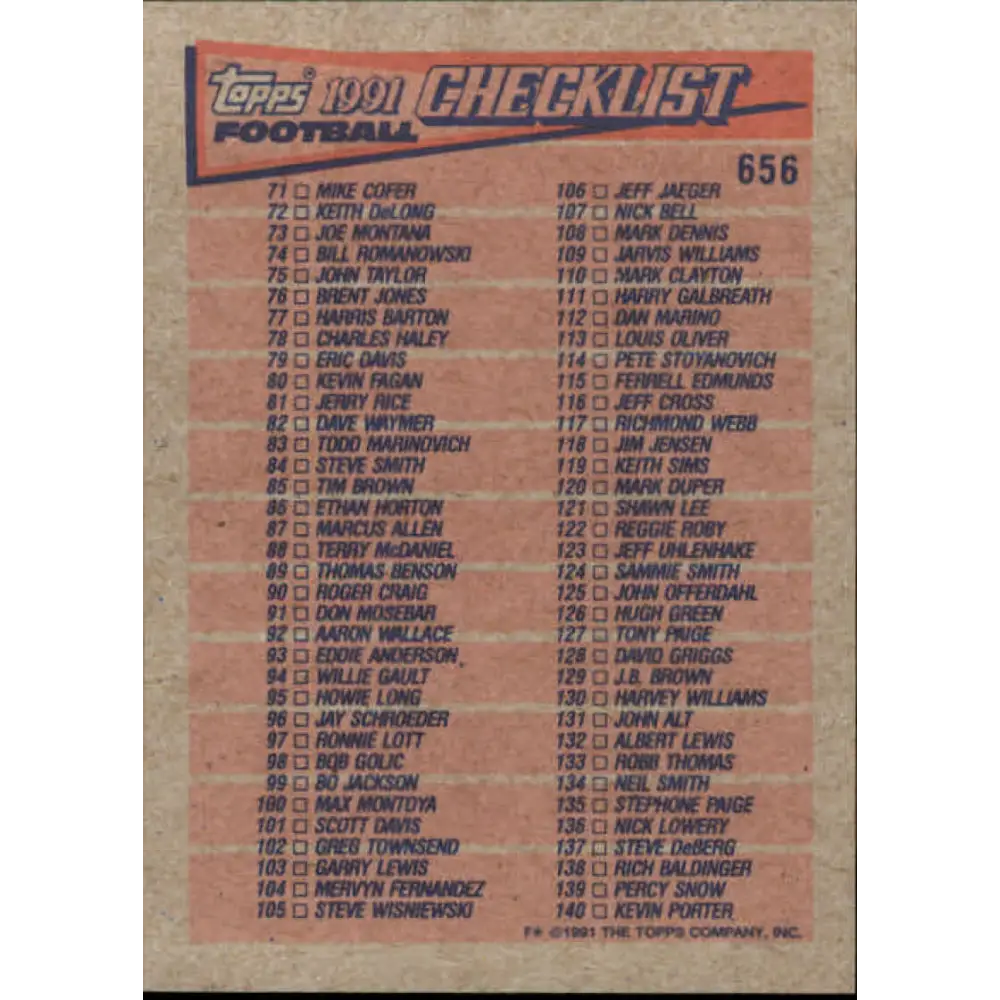 TOPPS® 1991 CHECKLIST
FOOTBALL
656
71 □ MIKE COFER
72 □ KEITH DeLONG
73 □ JOE MONTANA
74 □ BILL ROMANOWSKI
75 □ JOHN TAYLOR
76 □ BRENT JONES
77 □ HARRIS BARTON
78 □ CHARLES HALEY
79 □ ERIC DAVIS
80 □ KEVIN FAGAN
81 □ JERRY RICE
82 □ DAVE WAYMER
83 □ TODD MARINOVICH
84 □ STEVE SMITH
85 □ TIM BROWN
86 □ ETHAN HORTON
87 □ MARCUS ALLEN
88 □ TERRY McDANIEL
89 □ THOMAS BENSON
90 □ ROGER CRAIG
91 □ DON MOSEBAR
92 □ AARON WALLACE
93 □ EDDIE ANDERSON
94 □ WILLIE GAULT
95 □ HOWIE LONG
96 □ JAY SCHROEDER
97 □ RONNIE LOTT
98 □ BOB GOLIC
99 □ BO JACKSON
100 □ MAX MONTOYA
101 □ SCOTT DAVIS
102 □ GREG TOWNSEND
103 □ GARRY LEWIS
104 □ MERVYN FERNANDEZ
105 □ STEVE WISNIEWSKI
106 □ JEFF JAEGER
107 □ NICK BELL
108 □ MARK DENNIS
109 □ JARVIS WILLIAMS
110 □ MARK CLAYTON
111 □ HARRY GALBREATH
112 □ DAN MARINO
113 □ LOUIS OLIVER
114 □ PETE STOYANOVICH
115 □ FERRELL EDMUNDS
116 □ JEFF CROSS
117 □ RICHMOND WEBB
118 □ JIM JENSEN
119 □ KEITH SIMS
120 □ MARK DUPER
121 □ SHAWN LEE
122 □ REGGIE ROBY
123 □ JEFF UHLENHAKE
124 □ SAMMIE SMITH
125 □ JOHN OFFERDAHL
126 □ HUGH GREEN
127 □ TONY PAIGE
128 □ DAVID GRIGGS
129 □ J.B. BROWN
130 □ HARVEY WILLIAMS
131 □ JOHN ALT
132 □ ALBERT LEWIS
133 □ ROBB THOMAS
134 □ NEIL SMITH
135 □ STEPHONE PAIGE
136 □ NICK LOWERY
137 □ STEVE DeBERG
138 □ RICH BALDINGER
139 □ PERCY SNOW
140 □ KEVIN PORTER
F* ©1991 THE TOPPS COMPANY, INC.